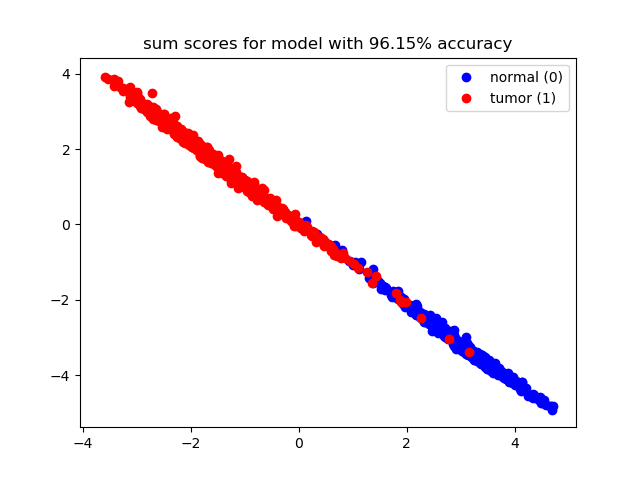 sum scores for model with 96.15% accuracy
normal (0)
tumor (1)
4
2
0
−2
−4
−4 −2 0 2 4